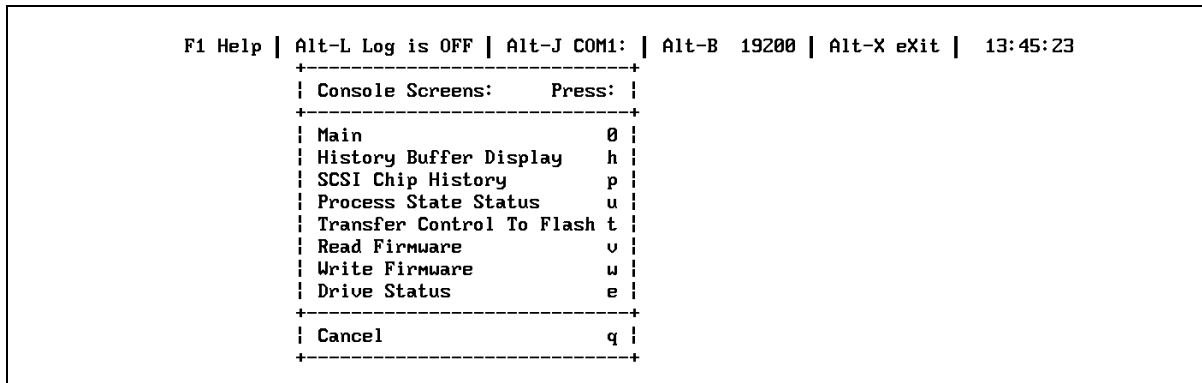 F1 Help | Alt-L Log is OFF | Alt-J COM1: | Alt-B 19200 | Alt-X eXit | 13:45:23
Console Screens: Press:
Main 0
History Buffer Display h
SCSI Chip History p
Process State Status u
Transfer Control To Flash t
Read Firmware v
Write Firmware w
Drive Status e
Cancel q